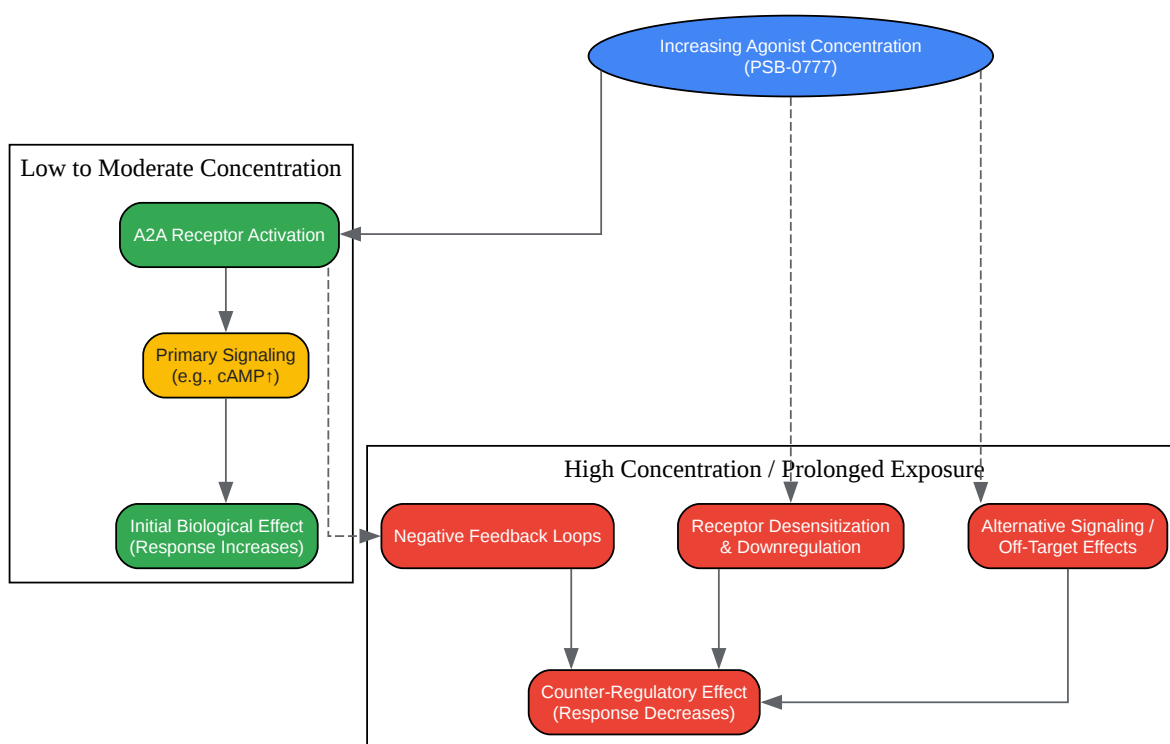 Increasing Agonist Concentration
(PSB-0777)
Low to Moderate Concentration
A2A Receptor Activation
Primary Signaling
(e.g., cAMP↑)
Initial Biological Effect
(Response Increases)
High Concentration / Prolonged Exposure
Negative Feedback Loops
Receptor Desensitization
& Downregulation
Alternative Signaling /
Off-Target Effects
Counter-Regulatory Effect
(Response Decreases)